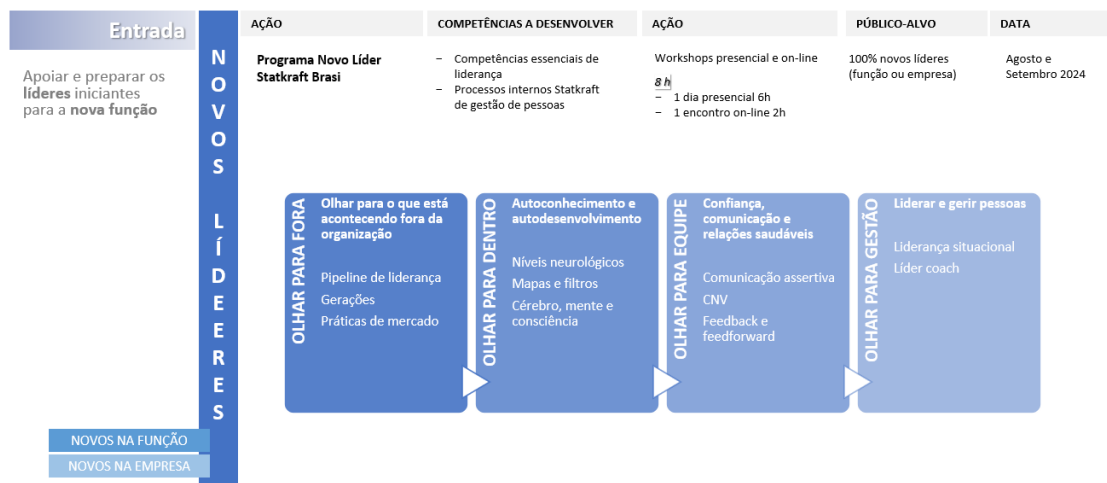 Entrada
Apoiar e preparar os
líderes iniciantes
para a nova função
NOVOS LÍDEERES
NOVOS NA FUNÇÃO
NOVOS NA EMPRESA
AÇÃO
COMPETÊNCIAS A DESENVOLVER
AÇÃO
PÚBLICO-ALVO
DATA
Programa Novo Líder
Statkraft Brasi
− Competências essenciais de
liderança
− Processos internos Statkraft
de gestão de pessoas
Workshops presencial e on-line
8 h
− 1 dia presencial 6h
− 1 encontro on-line 2h
100% novos líderes
(função ou empresa)
Agosto e
Setembro 2024
OLHAR PARA FORA
Olhar para o que está
acontecendo fora da
organização
Pipeline de liderança
Gerações
Práticas de mercado
OLHAR PARA DENTRO
Autoconhecimento e
autodesenvolvimento
Níveis neurológicos
Mapas e filtros
Cérebro, mente e
consciência
OLHAR PARA EQUIPE
Confiança,
comunicação e
relações saudáveis
Comunicação assertiva
CNV
Feedback e
feedforward
OLHAR PARA GESTÃO
Liderar e gerir pessoas
Liderança situacional
Líder coach